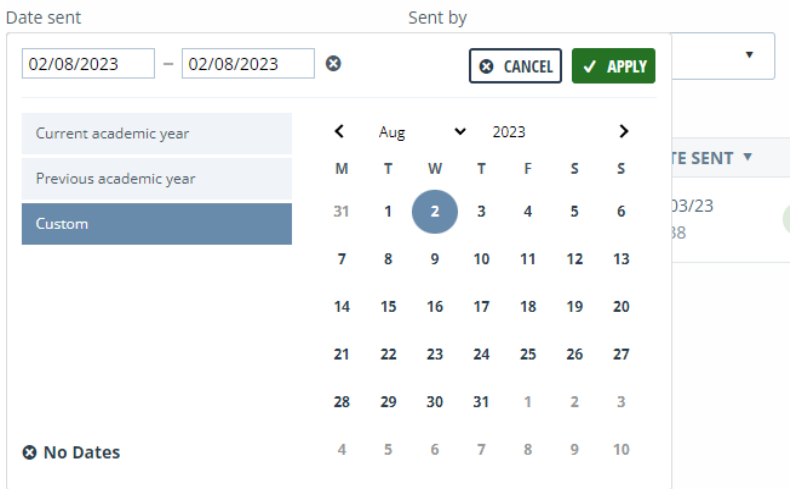 Date sent Sent by
02/08/2023 – 02/08/2023 CANCEL APPLY
Current academic year
Previous academic year
Custom
No Dates
Aug 2023
M T W T F S S
31 1 2 3 4 5 6
7 8 9 10 11 12 13
14 15 16 17 18 19 20
21 22 23 24 25 26 27
28 29 30 31 1 2 3
4 5 6 7 8 9 10
TE SENT
03/23
38